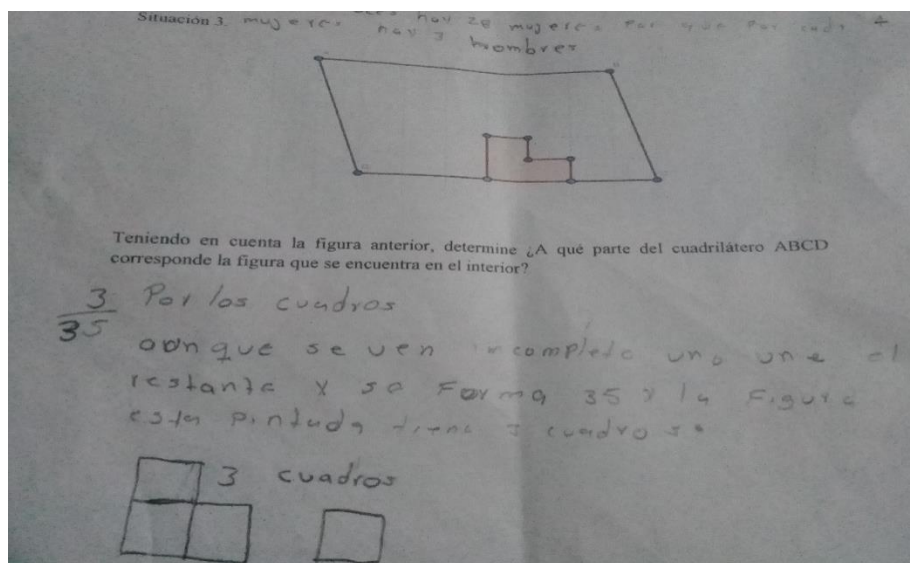 Situación 3. mujeres hay 28 mujeres Por que Por cada 4
hay 3 hombres
Teniendo en cuenta la figura anterior, determine ¿A qué parte del cuadrilátero ABCD
corresponde la figura que se encuentra en el interior?
3/35 Por los cuadros
aonque se ven incompleto uno une el
restante y se Forma 35 y la Figura
esta Pintada tiene 3 cuadros.
3 cuadros